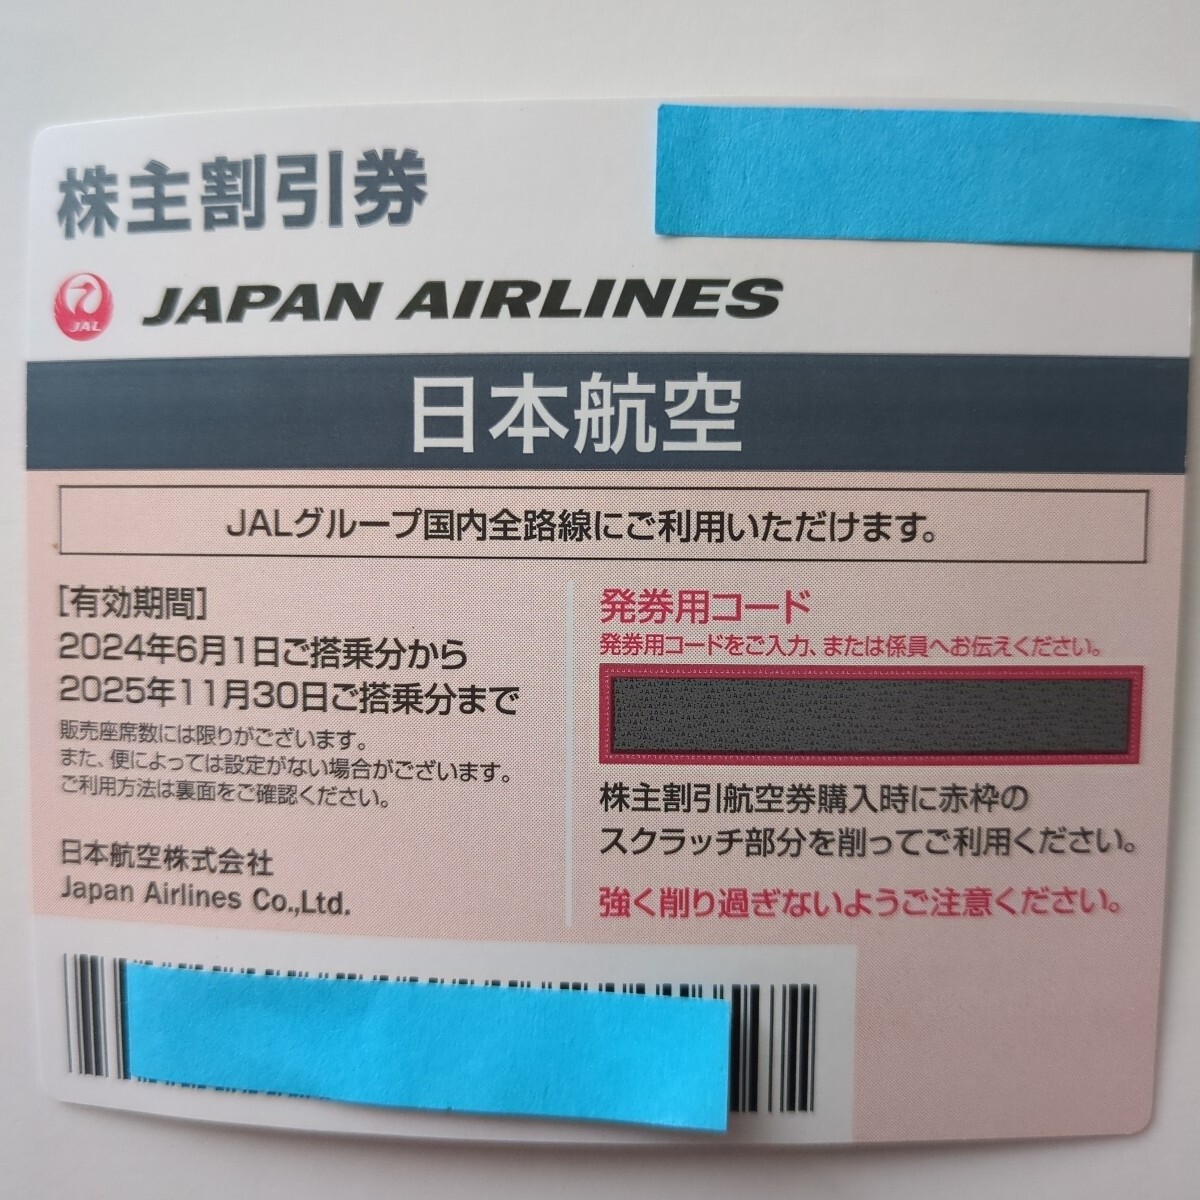 株主割引券
JAL JAPAN AIRLINES
日本航空
JALグループ国内全路線にご利用いただけます。
[有効期間]
2024年6月1日ご搭乗分から
2025年11月30日ご搭乗分まで
販売座席数には限りがございます。
また、便によっては設定がない場合がございます。
ご利用方法は裏面をご確認ください。
日本航空株式会社
Japan Airlines Co.,Ltd.
発券用コード
発券用コードをご入力、または係員へお伝えください。
株主割引航空券購入時に赤枠の
スクラッチ部分を削ってご利用ください。
強く削り過ぎないようご注意ください。